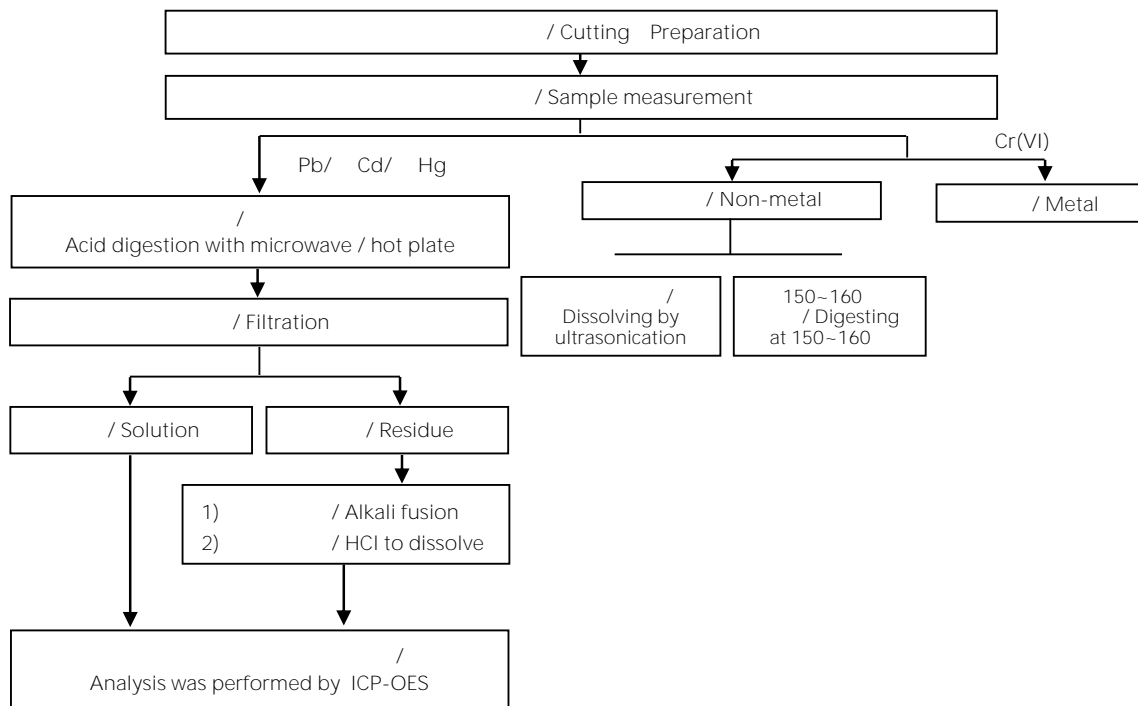 / Cutting Preparation
/ Sample measurement
Cr(VI)
Pb/ Cd/ Hg
/ Non-metal
/ Metal
/
Acid digestion with microwave / hot plate
/
Dissolving by
ultrasonication
150~160
/ Digesting
at 150~160
/ Filtration
/ Solution
/ Residue
1) / Alkali fusion
2) / HCl to dissolve
/
Analysis was performed by ICP-OES